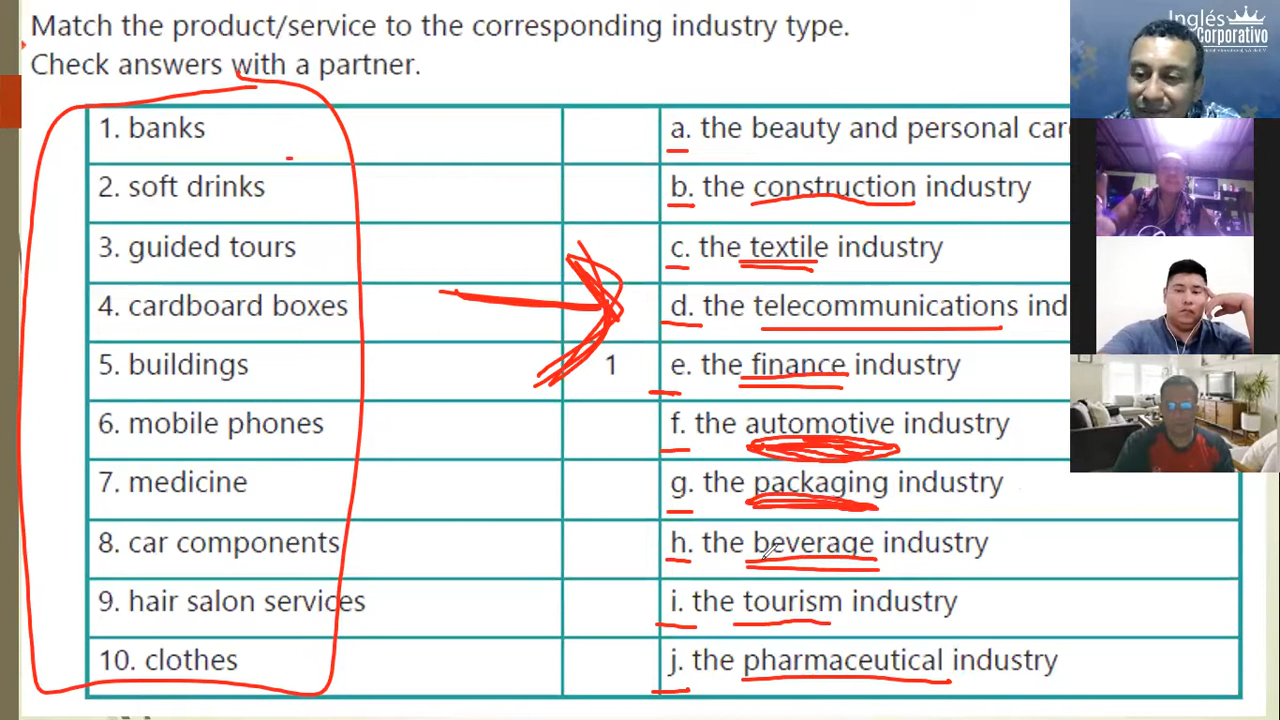 Match the product/service to the corresponding industry type.
Check answers with a partner.
Inglés
Corporativo
1. banks
a. the beauty and personal
2. soft drinks
b. the construction industry
3. guided tours
c. the textile industry
4. cardboard boxes
d. the telecommunications ind
5. buildings
1
e. the finance industry
6. mobile phones
f. the automotive industry
7. medicine
g. the packaging industry
8. car components
h. the beverage industry
9. hair salon services
i. the tourism industry
10. clothes
j. the pharmaceutical industry